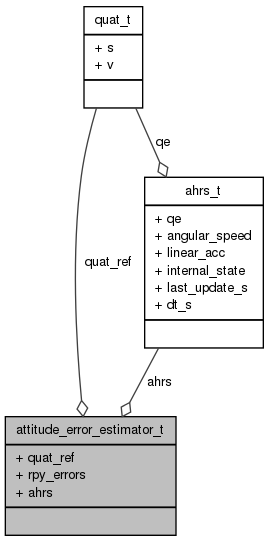 quat_t
+ s
+ v
qe
ahrs_t
+ qe
+ angular_speed
+ linear_acc
+ internal_state
+ last_update_s
+ dt_s
quat_ref
ahrs
attitude_error_estimator_t
+ quat_ref
+ rpy_errors
+ ahrs